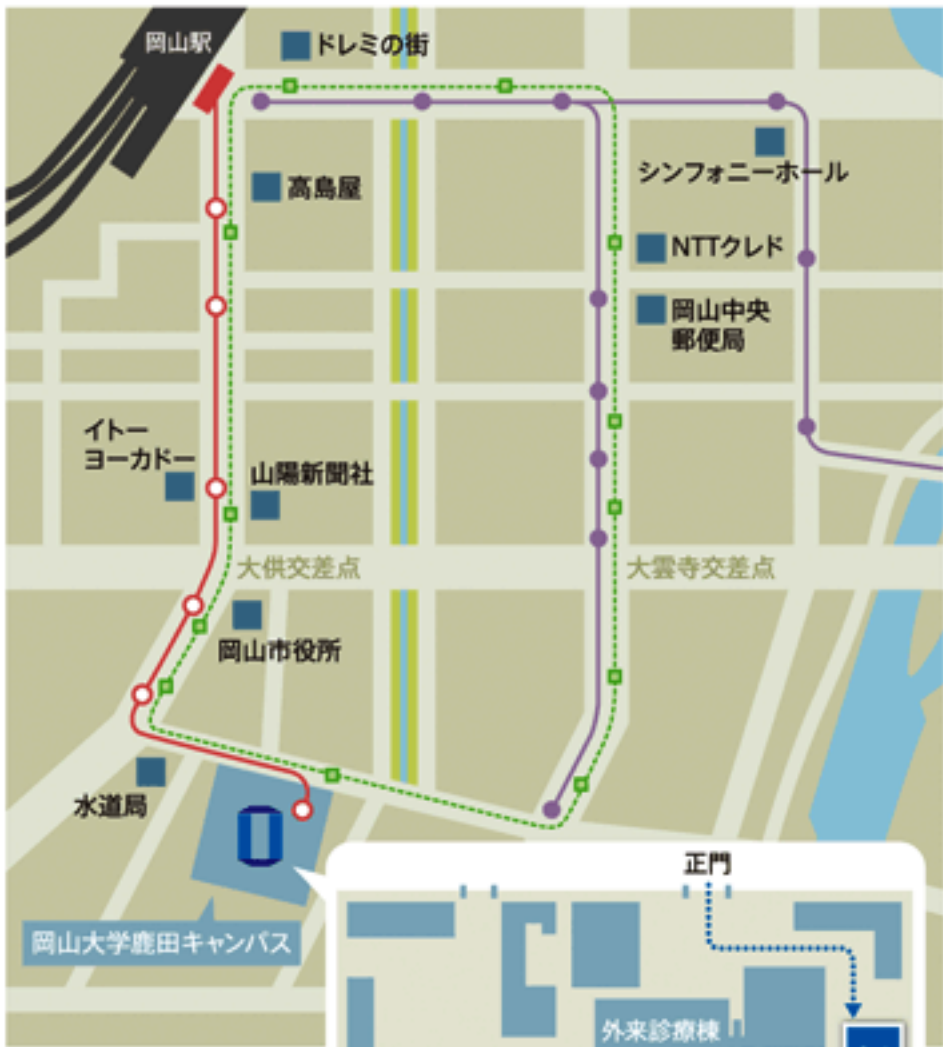 岡山駅
ドレミの街
高島屋
シンフォニーホール
NTTクレド
岡山中央
郵便局
イトー
ヨーカドー
山陽新聞社
大供交差点
大雲寺交差点
岡山市役所
水道局
正門
岡山大学鹿田キャンパス
外来診療棟